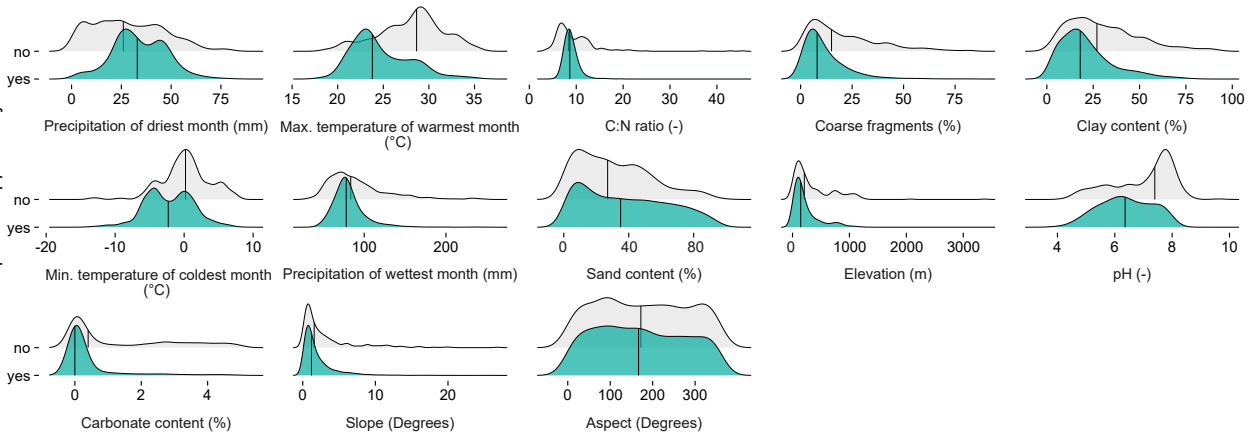 no
yes
0 25 50 75
15 20 25 30 35
0 10 20 30 40
0 25 50 75
0 25 50 75 100
Precipitation of driest month (mm)
Max. temperature of warmest month
(°C)
C:N ratio (-)
Coarse fragments (%)
Clay content (%)
no
yes
-20 -10 0 10
100 200
0 40 80
0 1000 2000 3000
4 6 8 10
Min. temperature of coldest month
(°C)
Precipitation of wettest month (mm)
Sand content (%)
Elevation (m)
pH (-)
no
yes
0 2 4
0 10 20
0 100 200 300
Carbonate content (%)
Slope (Degrees)
Aspect (Degrees)